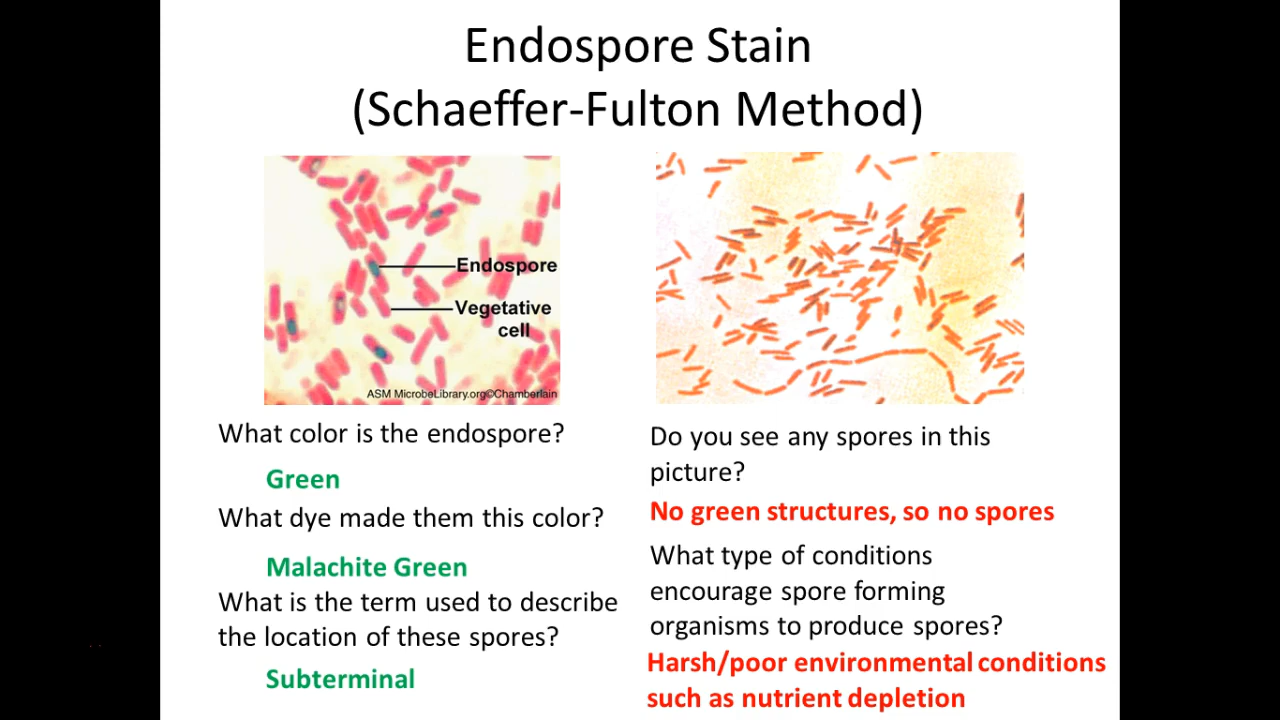 Endospore Stain
(Schaeffer-Fulton Method)
Endospore
Vegetative
cell
ASM MicrobeLibrary.org©Chamberlain
What color is the endospore?
Green
What dye made them this color?
Malachite Green
What is the term used to describe
the location of these spores?
Subterminal
Do you see any spores in this
picture?
No green structures, so no spores
What type of conditions
encourage spore forming
organisms to produce spores?
Harsh/poor environmental conditions
such as nutrient depletion